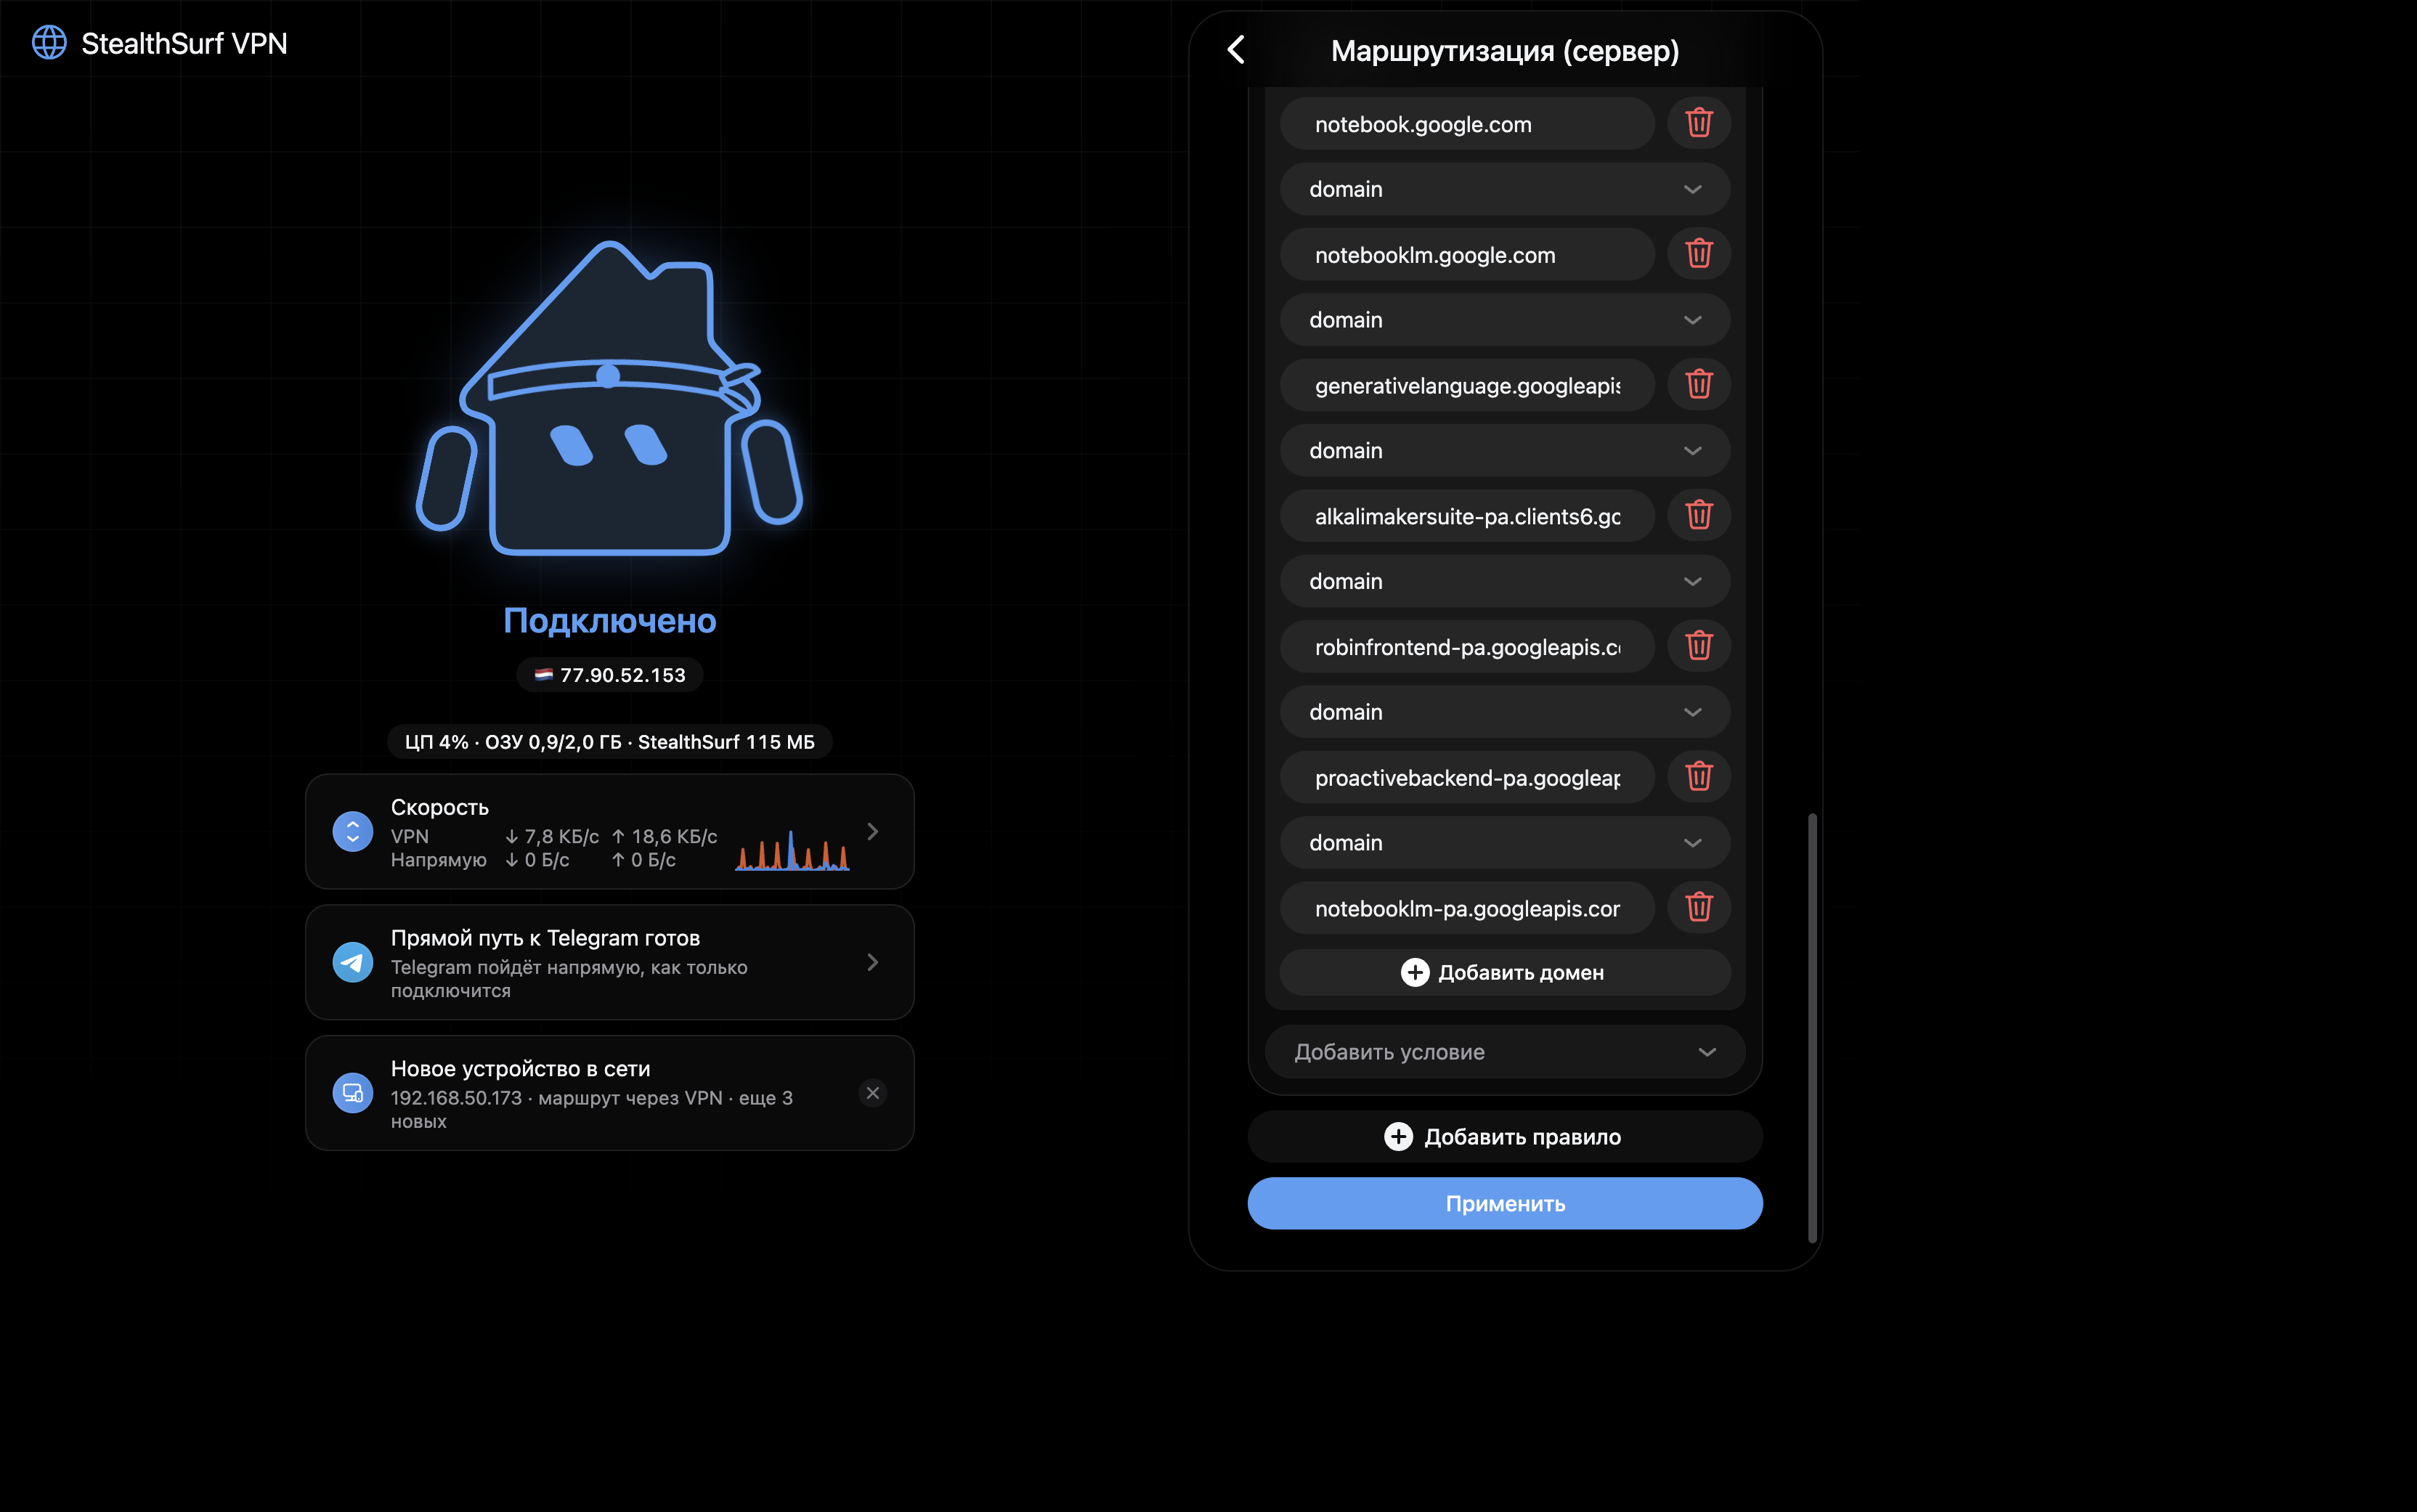 StealthSurf VPN
Подключено
77.90.52.153
ЦП 4% · ОЗУ 0,9/2,0 ГБ · StealthSurf 115 МБ
Скорость
VPN ↓ 7,8 КБ/с ↑ 18,6 КБ/с
Напрямую ↓ 0 Б/с ↑ 0 Б/с
Прямой путь к Telegram готов
Telegram пойдёт напрямую, как только
подключится
Новое устройство в сети
192.168.50.173 · маршрут через VPN · еще 3
новых
Маршрутизация (сервер)
notebook.google.com
domain
notebooklm.google.com
domain
generativelanguage.googleapis
domain
alkalimakersuite-pa.clients6.go
domain
robinfrontend-pa.googleapis.c
domain
proactivebackend-pa.googleap
domain
notebooklm-pa.googleapis.cor
Добавить домен
Добавить условие
Добавить правило
Применить